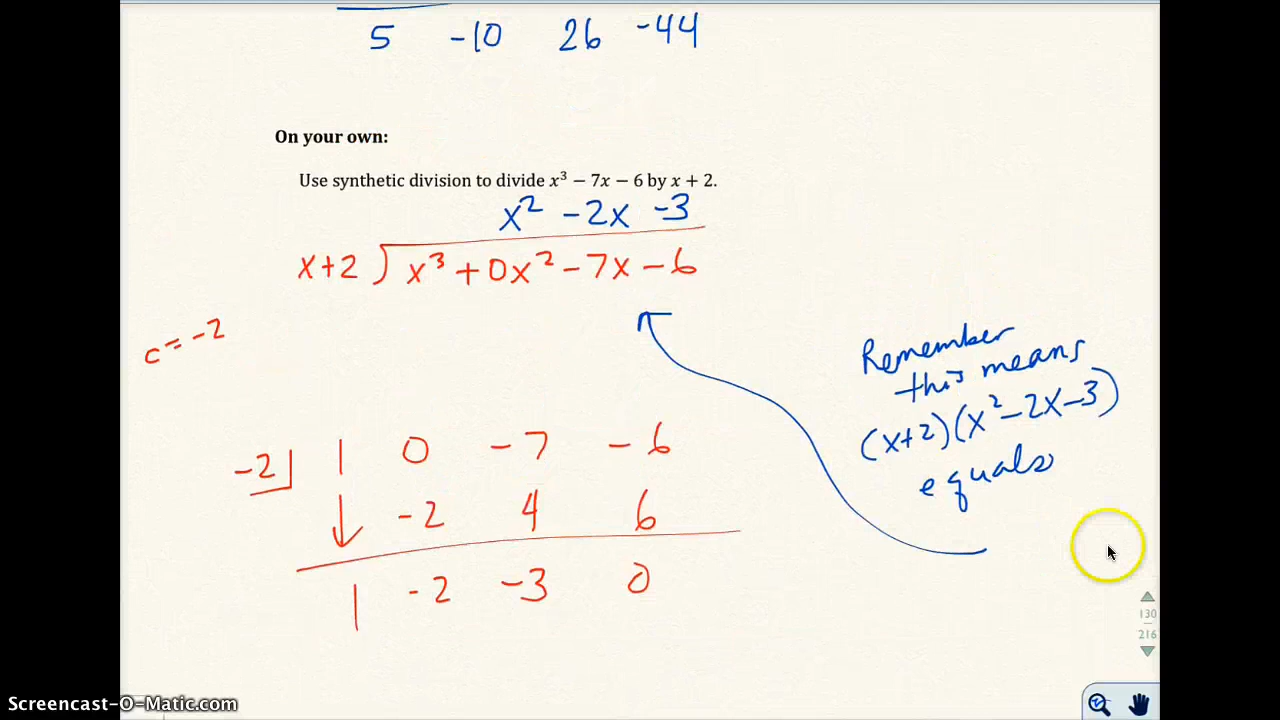 5 -10 26 -44
On your own:
Use synthetic division to divide x³ − 7x − 6 by x + 2.
x² -2x -3
x+2 x³ + 0x² - 7x - 6
c = -2
Remember
this means
(x+2)(x²-2x-3)
equals
-2 1 0 -7 -6
-2 4 6
1 -2 -3 0
130
216
Screencast-O-Matic.com